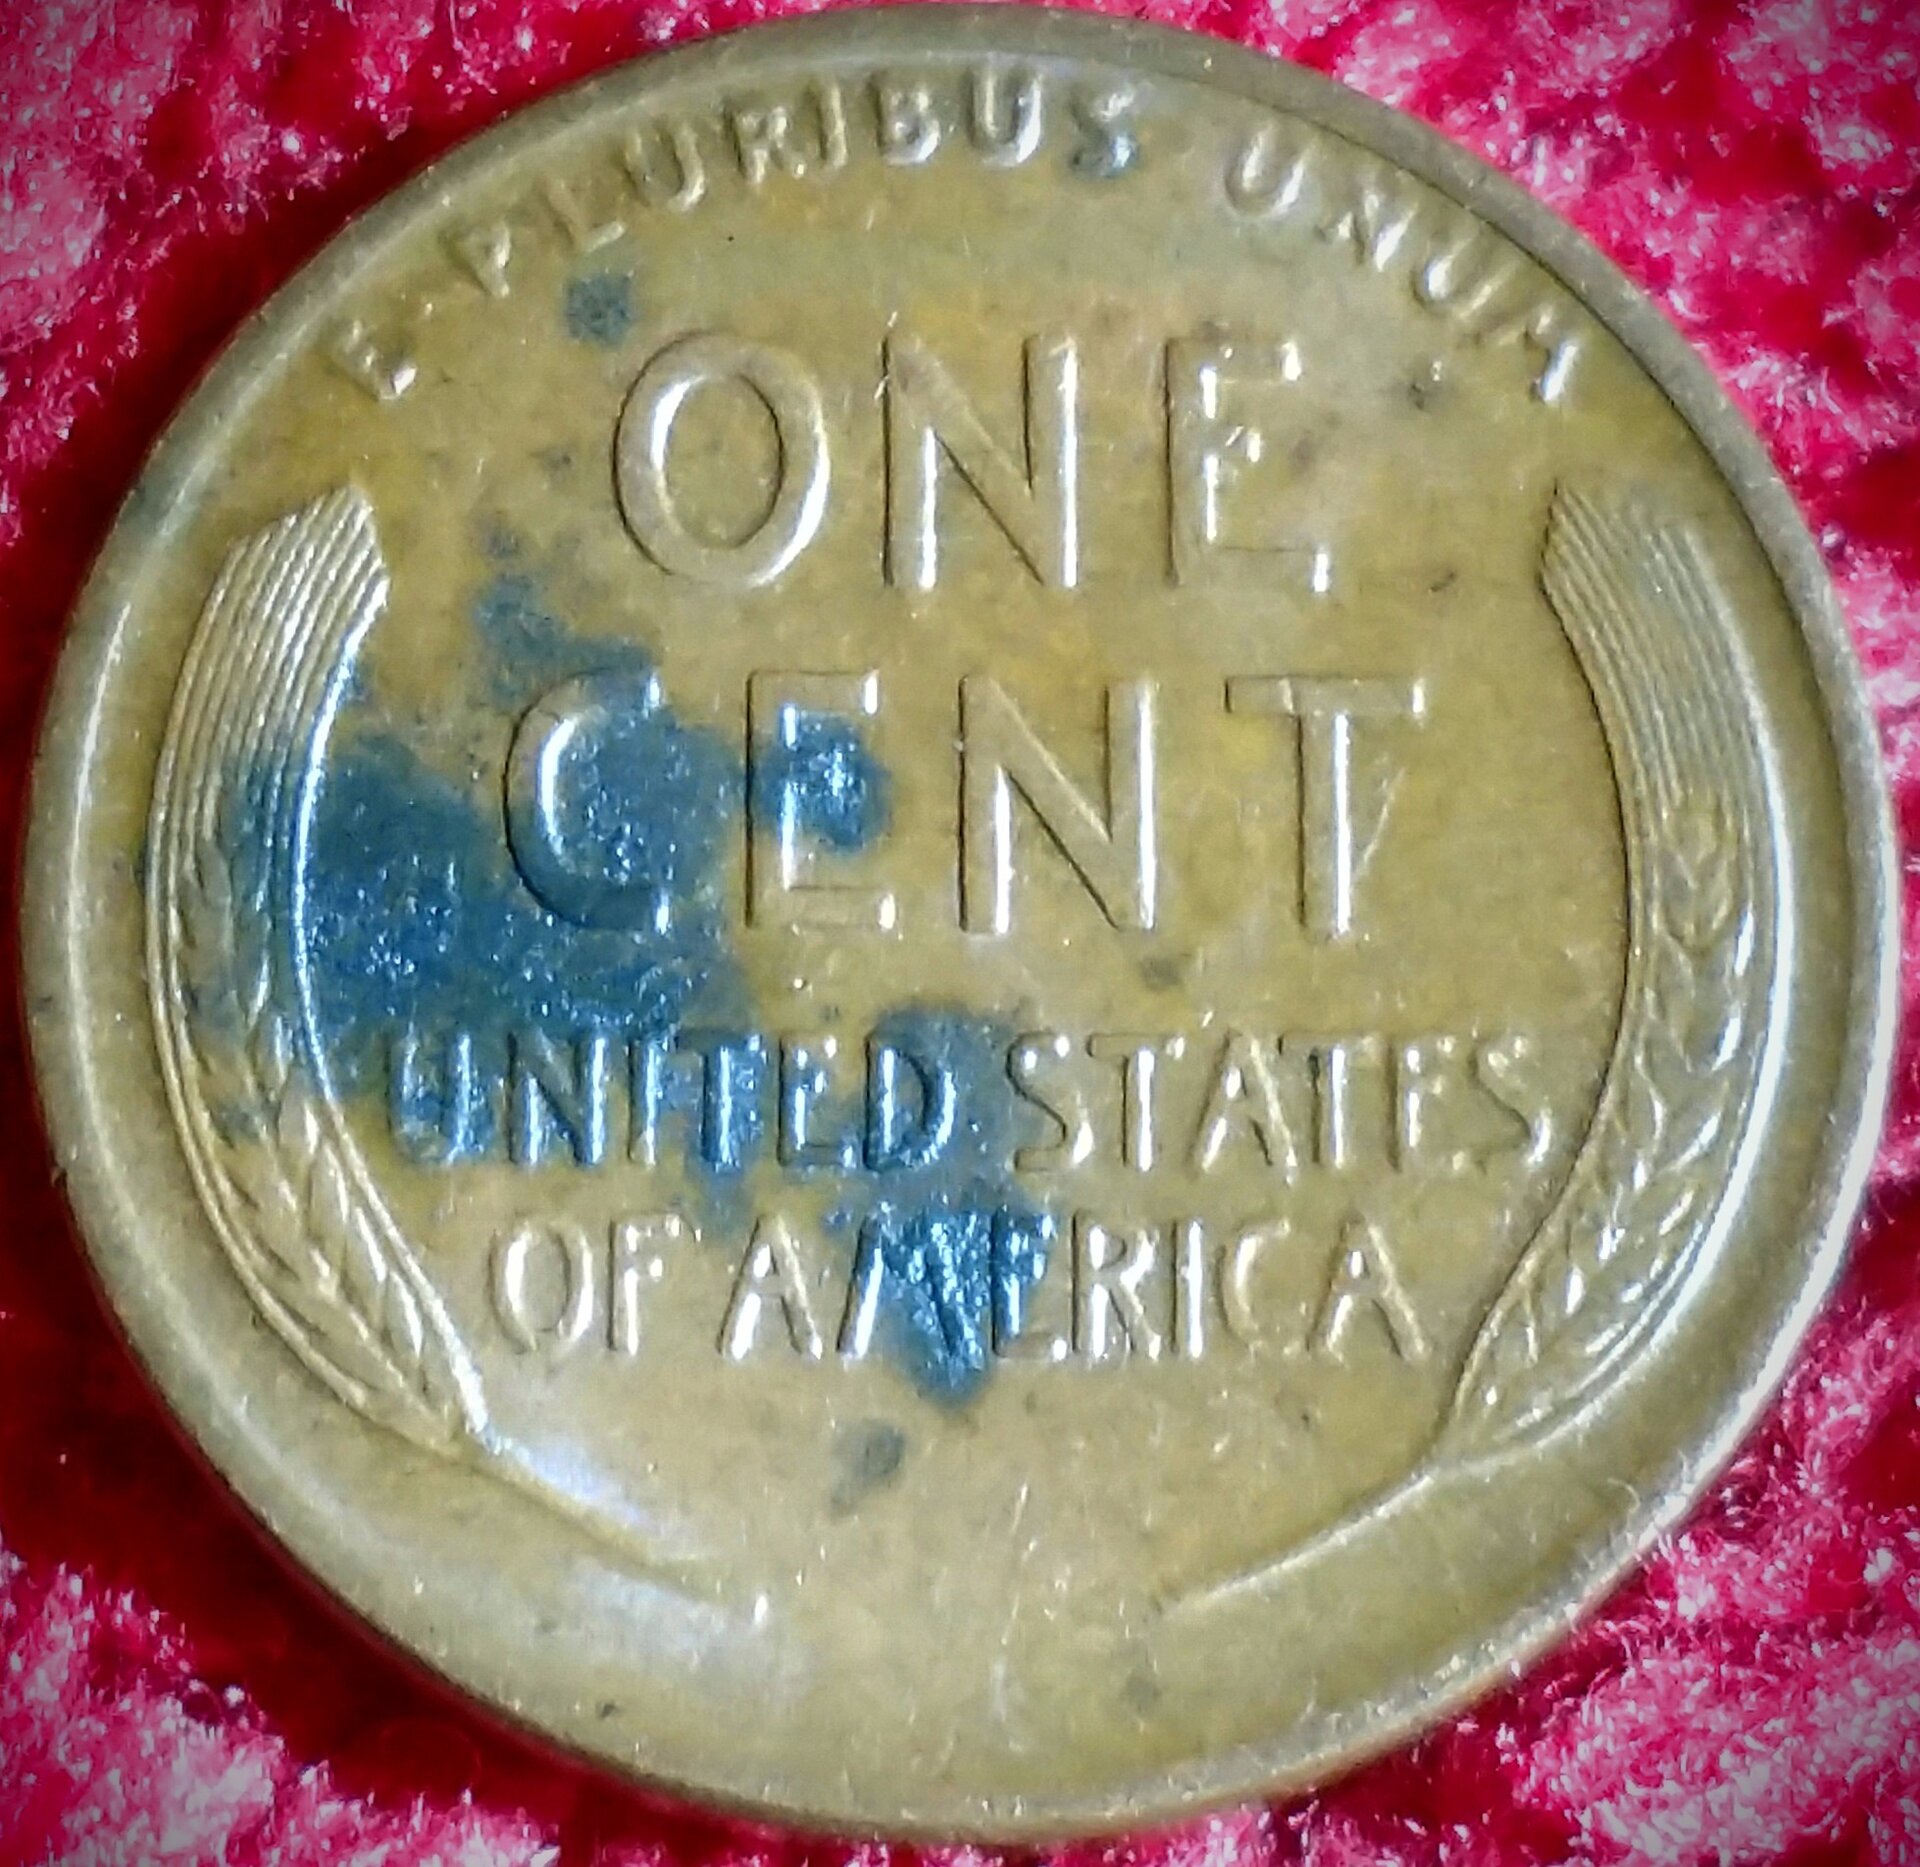 E·PLURIBUS UNUM
ONE
CENT
UNITED STATES
OF AMERICA